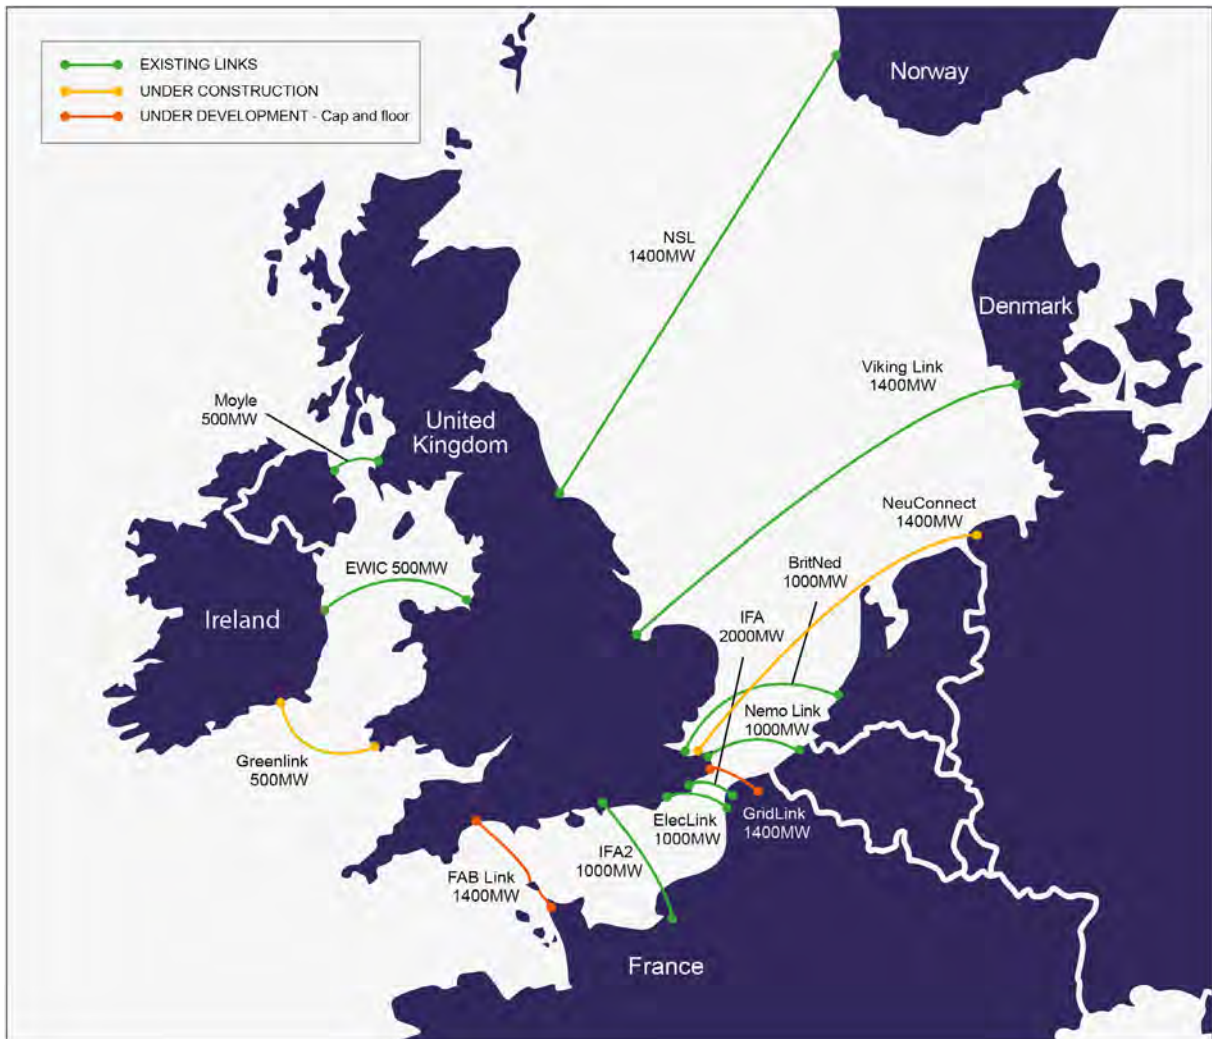 EXISTING LINKS
UNDER CONSTRUCTION
UNDER DEVELOPMENT - Cap and floor
Norway
NSL
1400MW
Denmark
Viking Link
1400MW
Moyle
500MW
United
Kingdom
NeuConnect
1400MW
BritNed
1000MW
EWIC 500MW
IFA
2000MW
Ireland
Nemo Link
1000MW
Greenlink
500MW
ElecLink
1000MW
GridLink
1400MW
IFA2
1000MW
FAB Link
1400MW
France